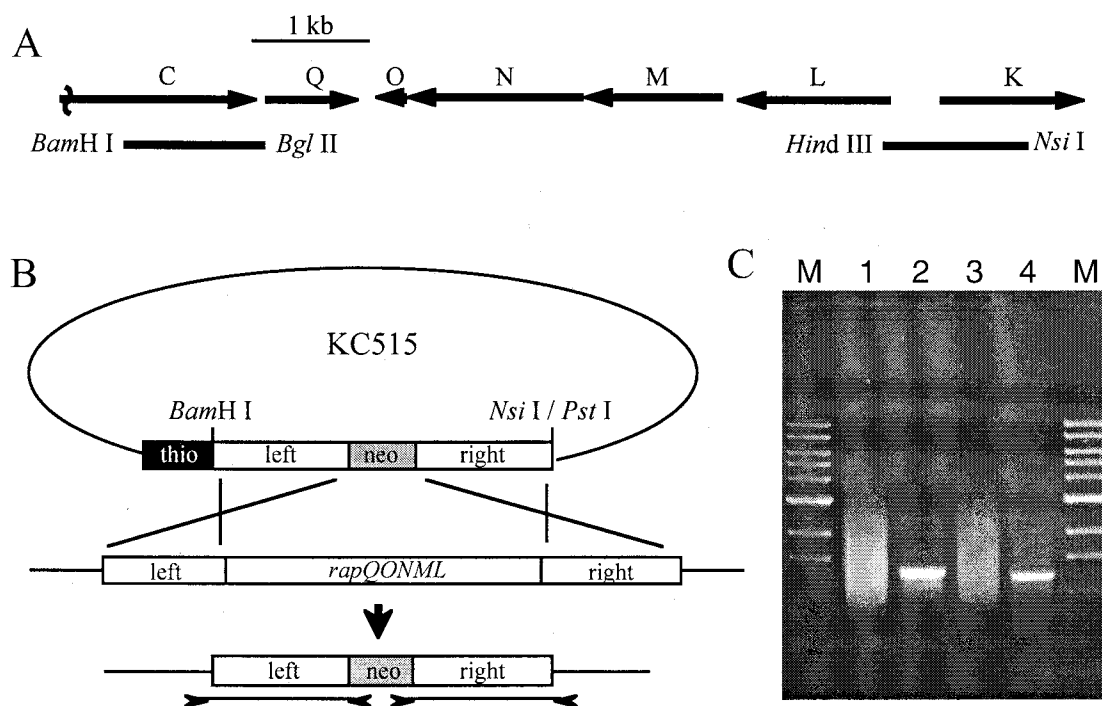 A
1 kb
C Q O N M L K
BamH I Bgl II Hind III Nsi I
B
KC515
BamH I Nsi I / Pst I
thio left neo right
left rapQONML right
left neo right
C
M 1 2 3 4 M